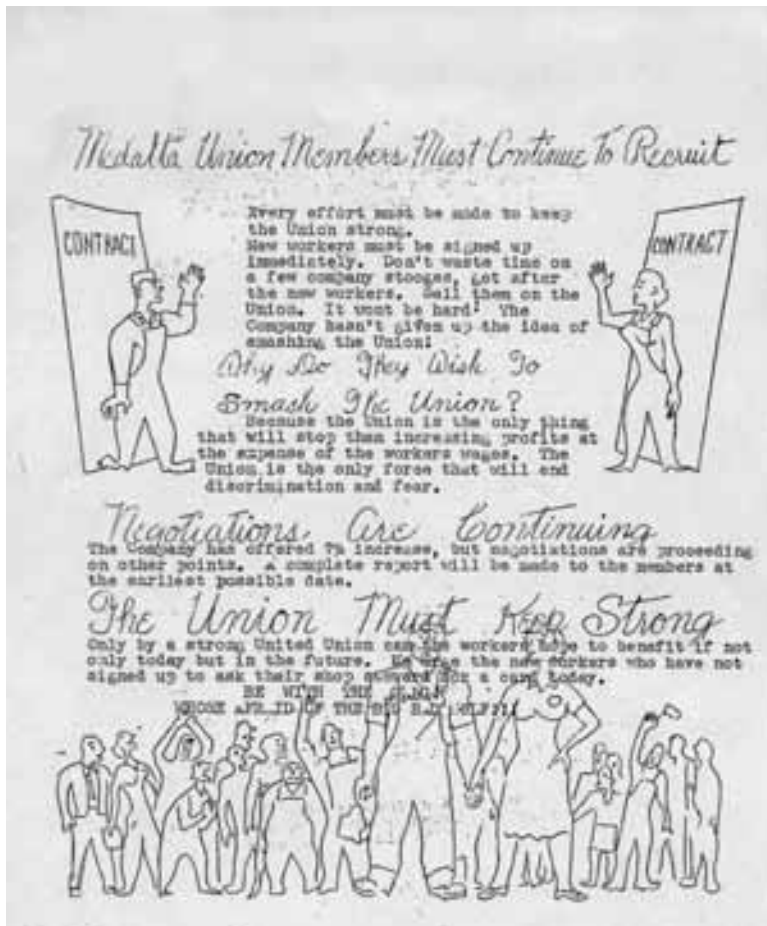 Medalta Union Members Must Continue To Recruit
CONTRACT
CONTRACT
Every effort must be made to keep
the Union strong.
New workers must be signed up
immediately. Don't waste time on
a few company stooges, get after
the new workers. Sell them on the
Union. It wont be hard! The
Company hasn't given up the idea of
smashing the Union!
Why Do They Wish To
Smash The Union?
Because the Union is the only thing
that will stop them increasing profits at
the expense of the workers wages. The
Union is the only force that will end
discrimination and fear.
Negotiations Are Continuing
The Company has offered increase, but negotiations are proceeding
on other points. A complete report will be made to the members at
the earliest possible date.
The Union Must Keep Strong
Only by a strong United Union can the workers hope to benefit if not
only today but in the future. We urge the new workers who have not
signed up to ask their shop steward for a card today.
BE WITH THE
WHOSE AFRAID OF THE BIG BAD